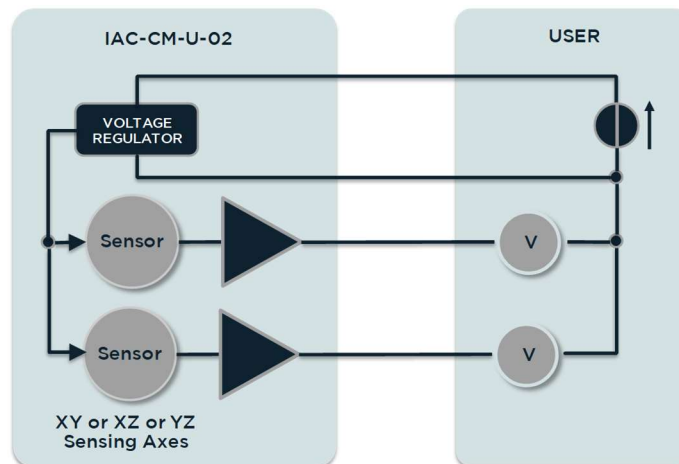 IAC-CM-U-02
USER
VOLTAGE
REGULATOR
Sensor
V
Sensor
V
XY or XZ or YZ
Sensing Axes